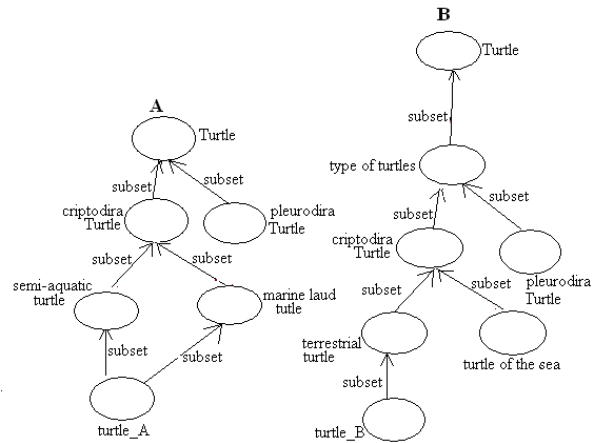 A
Turtle
subset
subset
criptodira
Turtle
pleurodira
Turtle
subset
subset
semi-aquatic
turtle
marine laud
tutle
subset
subset
turtle_A
B
Turtle
subset
type of turtles
subset
subset
criptodira
Turtle
pleurodira
Turtle
subset
subset
terrestrial
turtle
turtle of the sea
subset
turtle_B